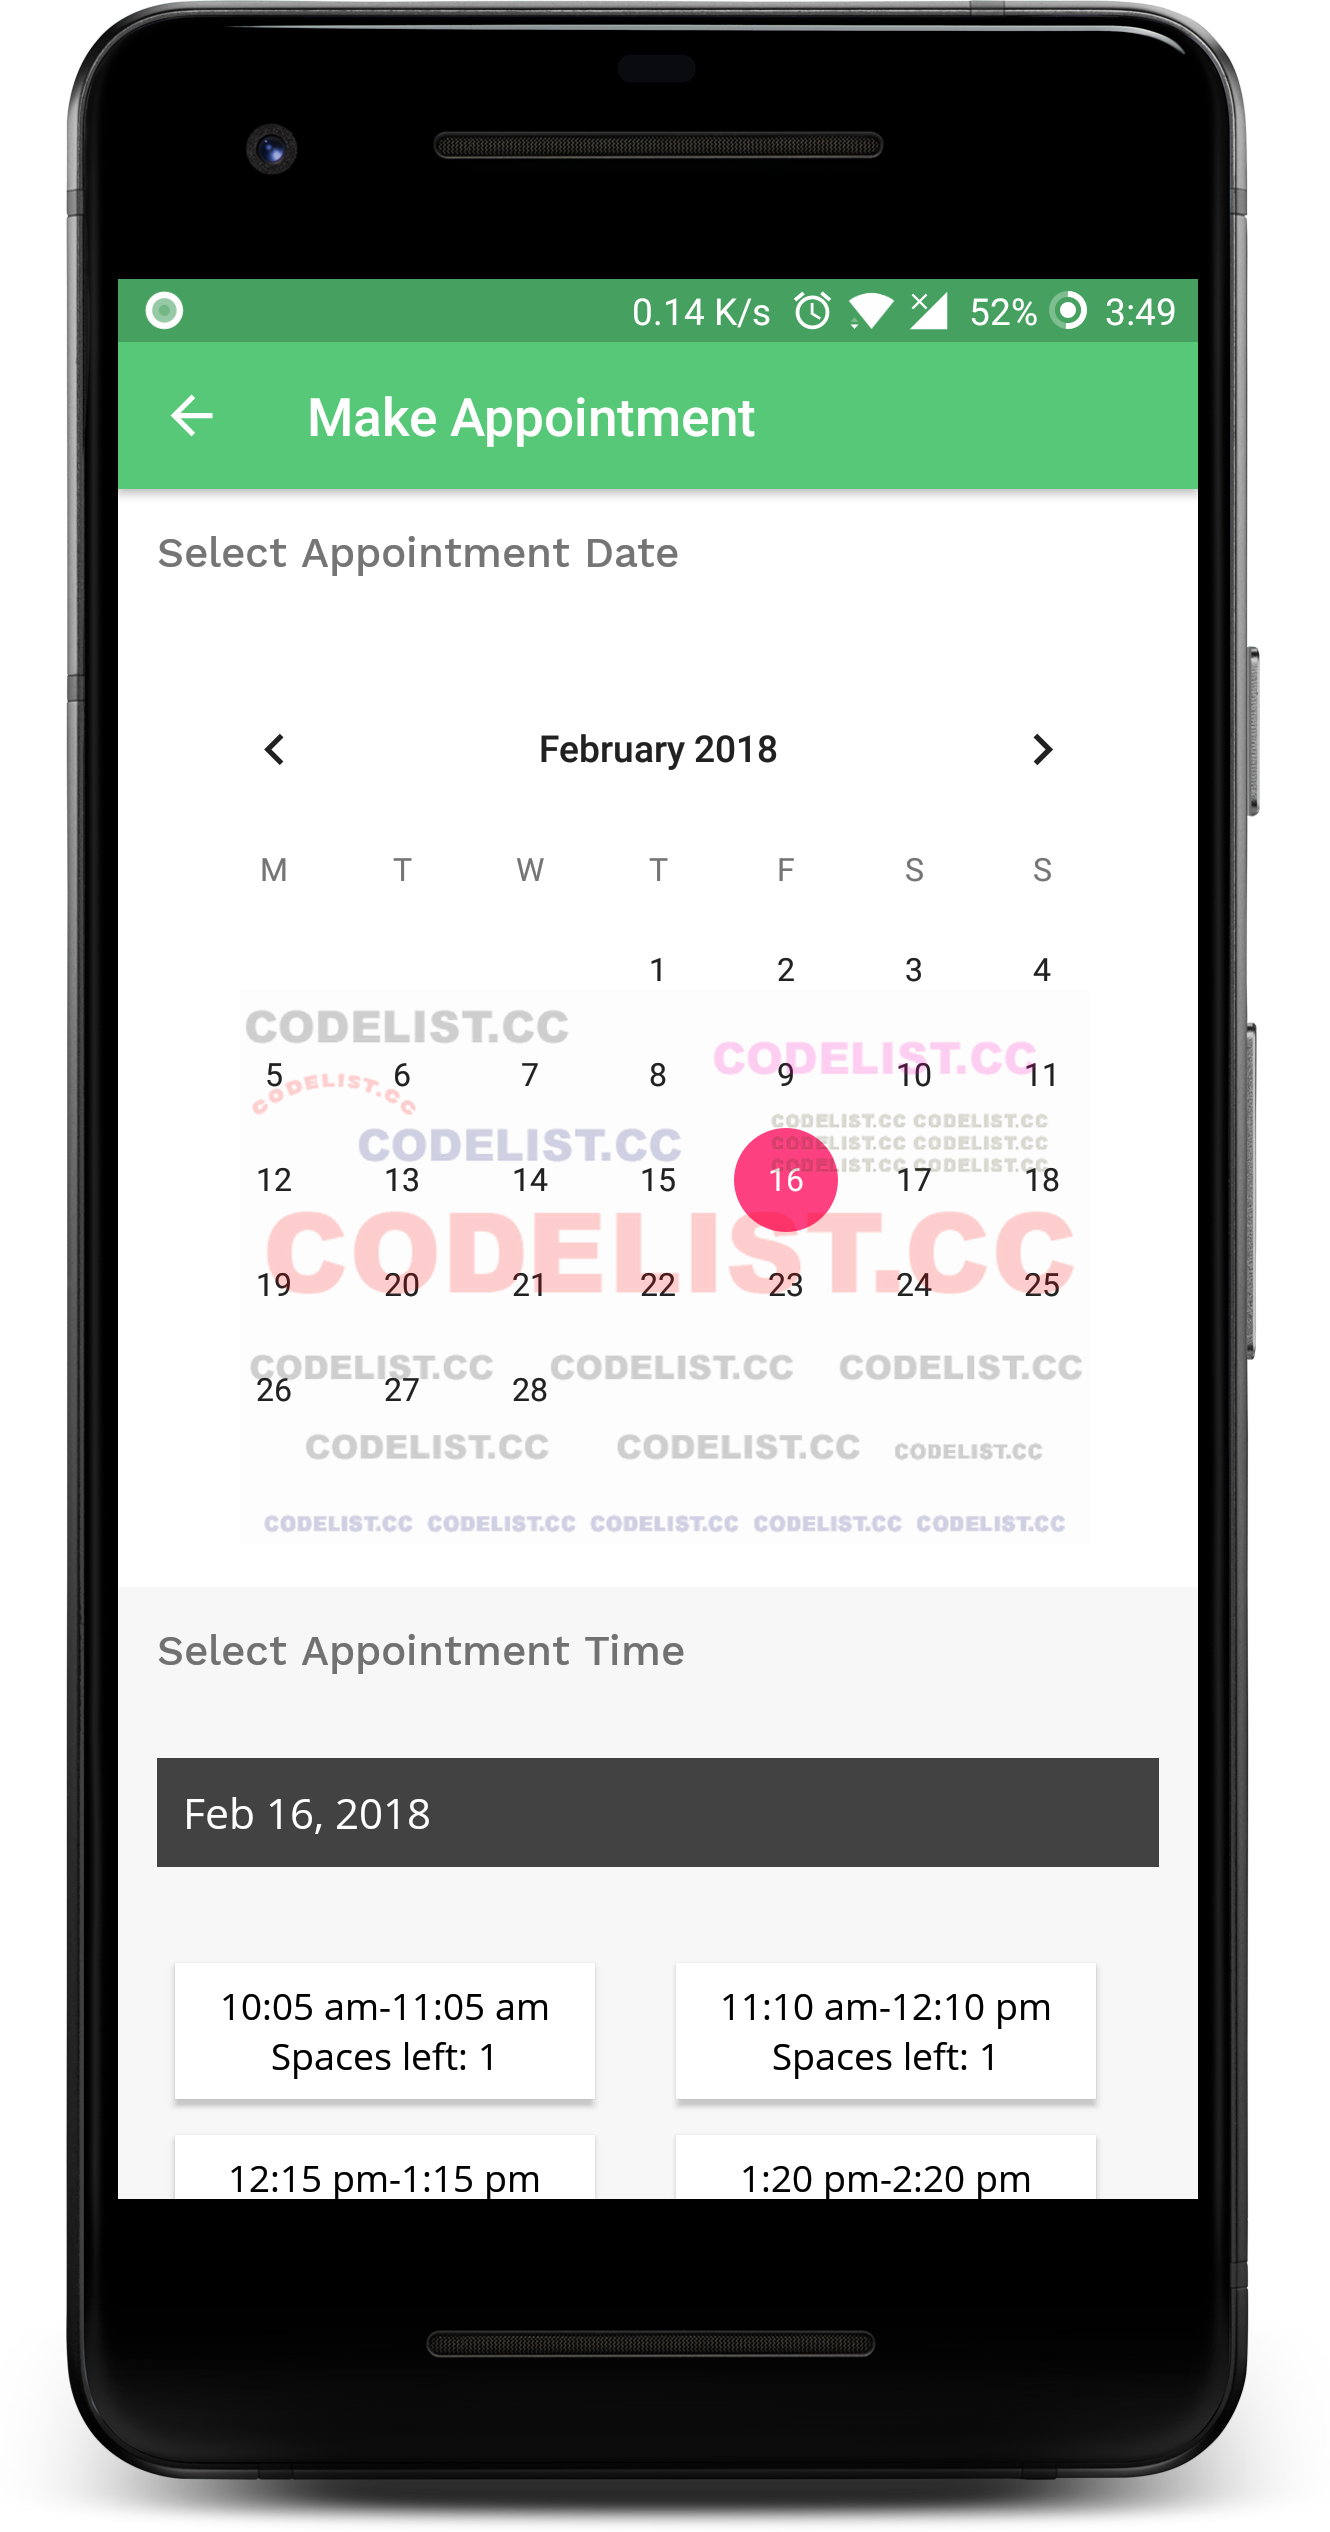 0.14 K/s 52% 3:49
Make Appointment
Select Appointment Date
February 2018
M T W T F S S
1 2 3 4
CODELIST.CC
CODELIST.CC
5 6 7 8 9 10 11
CODELIST.CC
CODELIST.CC CODELIST.CC
CODELIST.CC
CODELIST.CC CODELIST.CC
CODELIST.CC CODELIST.CC
12 13 14 15 16 17 18
CODELIST.CC
19 20 21 22 23 24 25
CODELIST.CC CODELIST.CC CODELIST.CC
26 27 28
CODELIST.CC CODELIST.CC CODELIST.CC
CODELIST.CC CODELIST.CC CODELIST.CC CODELIST.CC CODELIST.CC
Select Appointment Time
Feb 16, 2018
10:05 am-11:05 am
Spaces left: 1
11:10 am-12:10 pm
Spaces left: 1
12:15 pm-1:15 pm
1:20 pm-2:20 pm